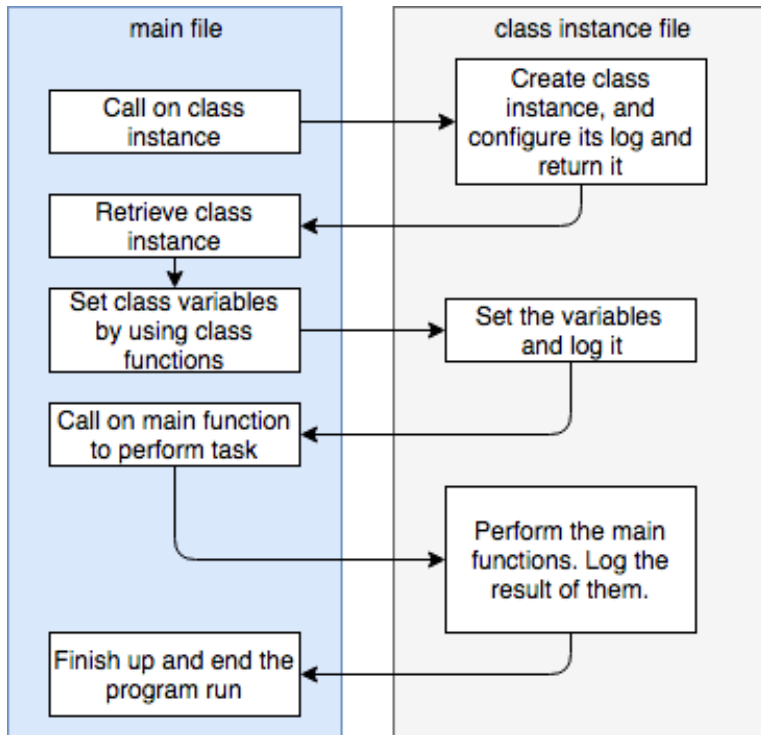 main file
class instance file
Call on class
instance
Create class
instance, and
configure its log and
return it
Retrieve class
instance
Set class variables
by using class
functions
Set the variables
and log it
Call on main function
to perform task
Perform the main
functions. Log the
result of them.
Finish up and end the
program run